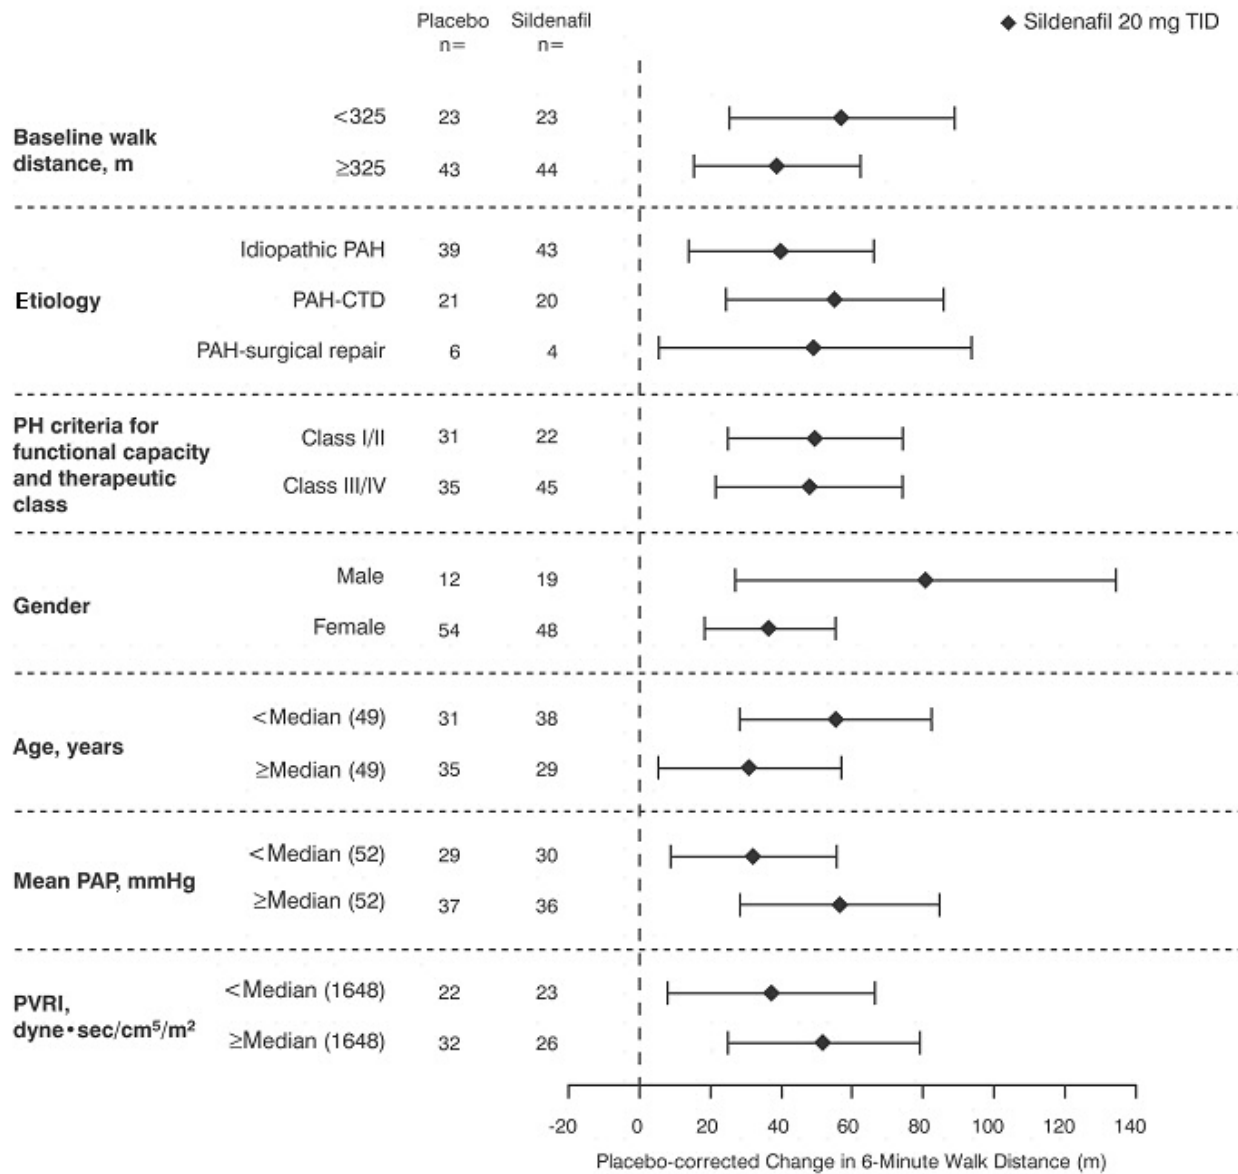 Placebo Sildenafil
n= n=
◆ Sildenafil 20 mg TID
Baseline walk
distance, m
<325 23 23
≥325 43 44
Etiology
Idiopathic PAH 39 43
PAH-CTD 21 20
PAH-surgical repair 6 4
PH criteria for
functional capacity
and therapeutic
class
Class I/II 31 22
Class III/IV 35 45
Gender
Male 12 19
Female 54 48
Age, years
<Median (49) 31 38
≥Median (49) 35 29
Mean PAP, mmHg
<Median (52) 29 30
≥Median (52) 37 36
PVRI,
dyne•sec/cm⁵/m²
<Median (1648) 22 23
≥Median (1648) 32 26
-20 0 20 40 60 80 100 120 140
Placebo-corrected Change in 6-Minute Walk Distance (m)